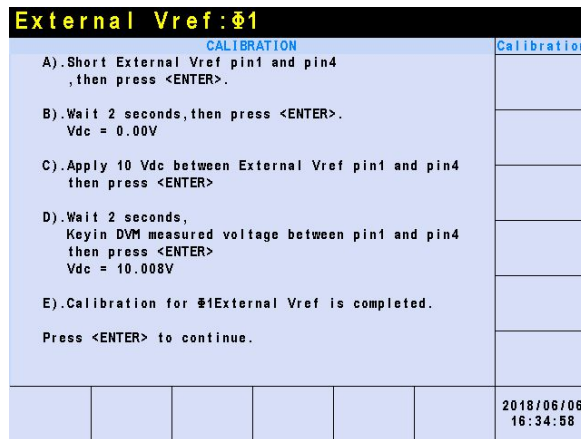 External Vref:Φ1
CALIBRATION
Calibration
A).Short External Vref pin1 and pin4
,then press <ENTER>.
B).Wait 2 seconds,then press <ENTER>.
Vdc = 0.00V
C).Apply 10 Vdc between External Vref pin1 and pin4
then press <ENTER>
D).Wait 2 seconds,
Keyin DVM measured voltage between pin1 and pin4
then press <ENTER>
Vdc = 10.008V
E).Calibration for Φ1External Vref is completed.
Press <ENTER> to continue.
2018/06/06
16:34:58